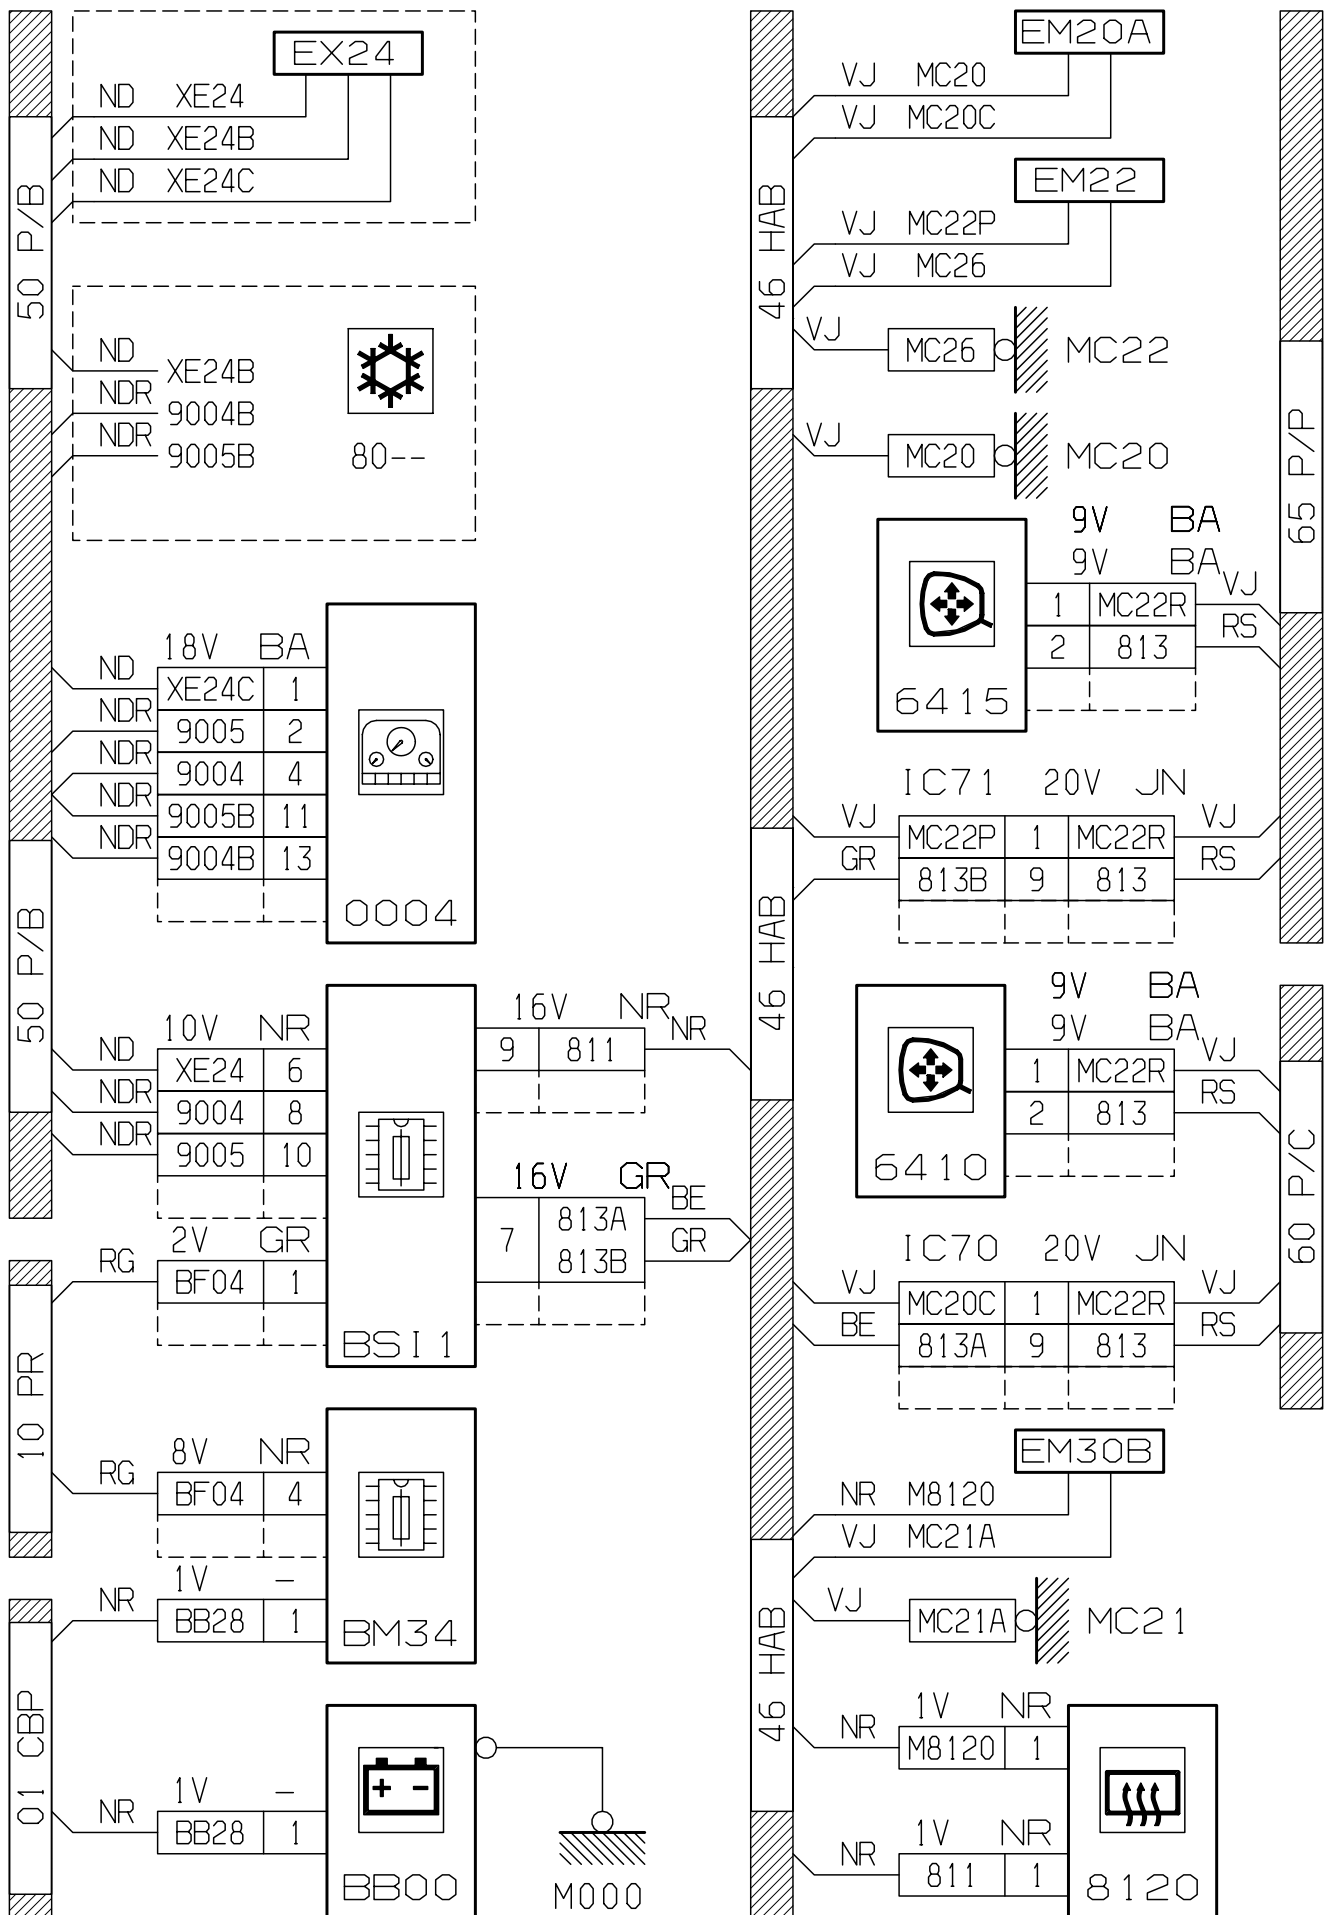 EX24
ND XE24
ND XE24B
ND XE24C
50 P/B
ND XE24B
NDR 9004B
NDR 9005B
80--
18V BA
ND XE24C 1
NDR 9005 2
NDR 9004 4
NDR 9005B 11
NDR 9004B 13
0004
50 P/B
10V NR
ND XE24 6
NDR 9004 8
NDR 9005 10
2V GR
RG BF04 1
16V NR
9 811 NR
16V GR
7 813A BE
813B GR
BSI1
10 PR
8V NR
RG BF04 4
1V -
NR BB28 1
BM34
01 CBP
1V -
NR BB28 1
+ -
BB00
M000
EM20A
VJ MC20
VJ MC20C
EM22
VJ MC22P
VJ MC26
46 HAB
VJ MC26 MC22
VJ MC20 MC20
65 P/P
9V BA
9V BA
1 MC22R VJ
2 813 RS
6415
IC71 20V JN
VJ MC22P 1 MC22R VJ
GR 813B 9 813 RS
46 HAB
9V BA
9V BA
1 MC22R VJ
2 813 RS
6410
60 P/C
IC70 20V JN
VJ MC20C 1 MC22R VJ
BE 813A 9 813 RS
EM30B
NR M8120
VJ MC21A
VJ MC21A MC21
46 HAB
1V NR
NR M8120 1
1V NR
NR 811 1
8120